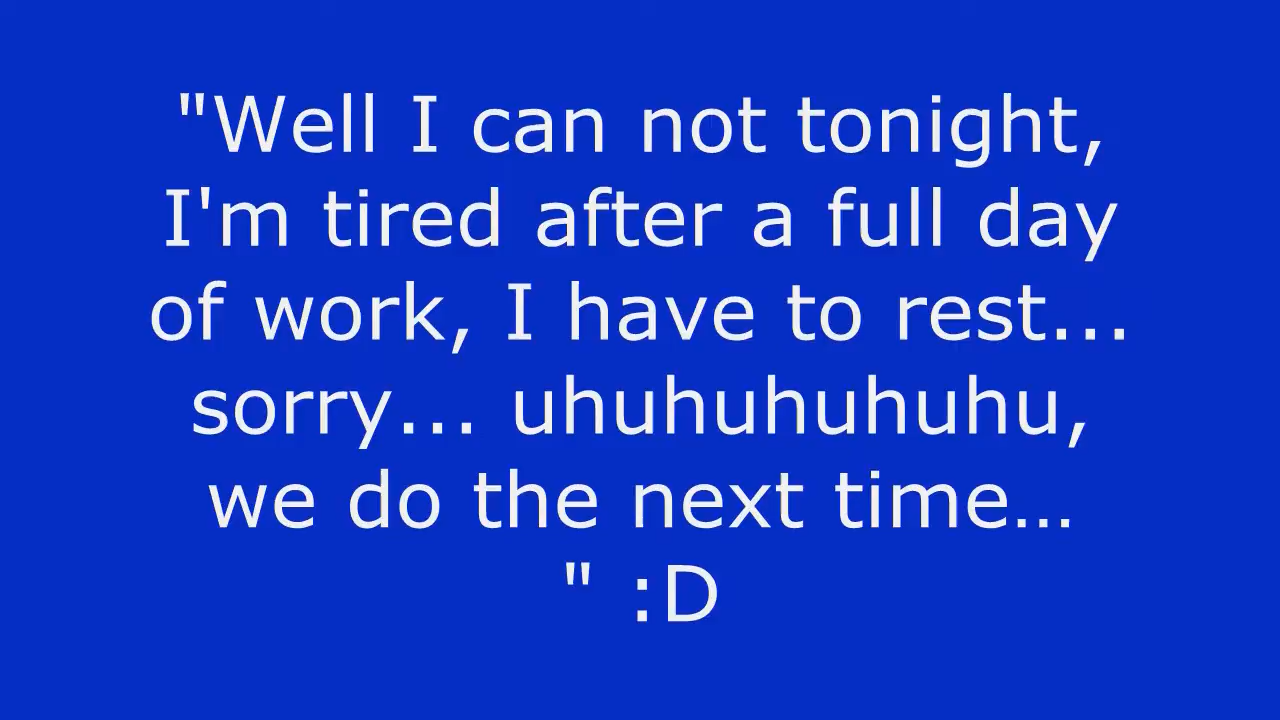 "Well I can not tonight,
I'm tired after a full day
of work, I have to rest...
sorry... uhuhuhuhuhu,
we do the next time…
" :D